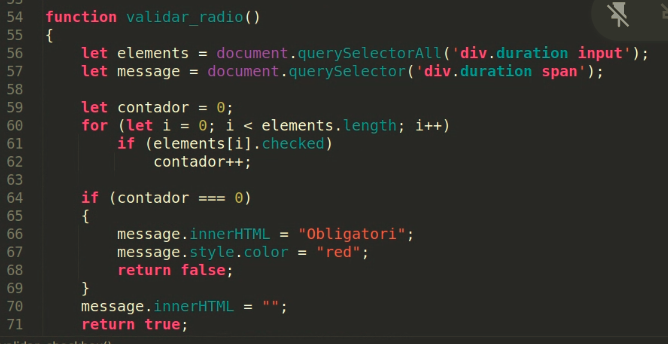 54 function validar_radio()
55 {
56     let elements = document.querySelectorAll('div.duration input');
57     let message = document.querySelector('div.duration span');
58
59     let contador = 0;
60     for (let i = 0; i < elements.length; i++)
61         if (elements[i].checked)
62             contador++;
63
64     if (contador === 0)
65     {
66         message.innerHTML = "Obligatori";
67         message.style.color = "red";
68         return false;
69     }
70     message.innerHTML = "";
71     return true;